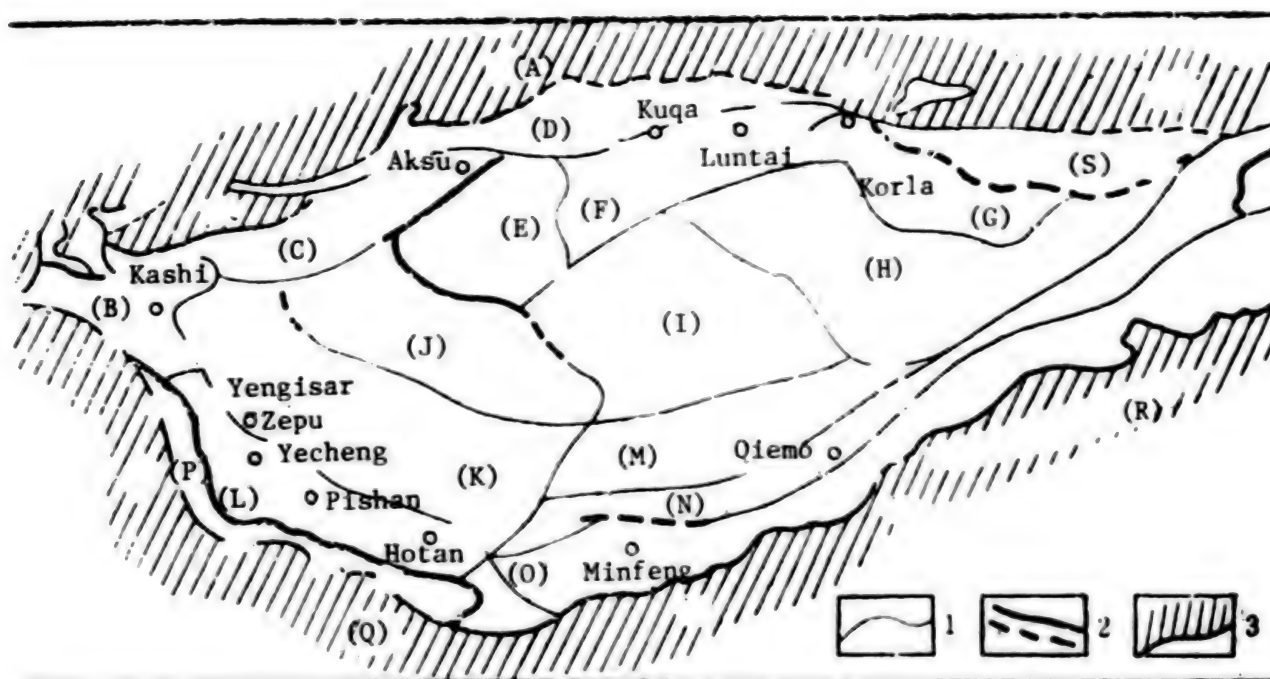 (A)
Kuqa
(D)
Aksu
Luntai
(S)
Korla
(F)
(G)
(E)
(C)
(H)
Kashi
(B)
(I)
(J)
Yengisar
Zepu
(R)
Yecheng
(M)
Qiemo
(P)
(K)
(L)
Pishan
(N)
Hotan
(O)
Minfeng
(Q)
1
2
3